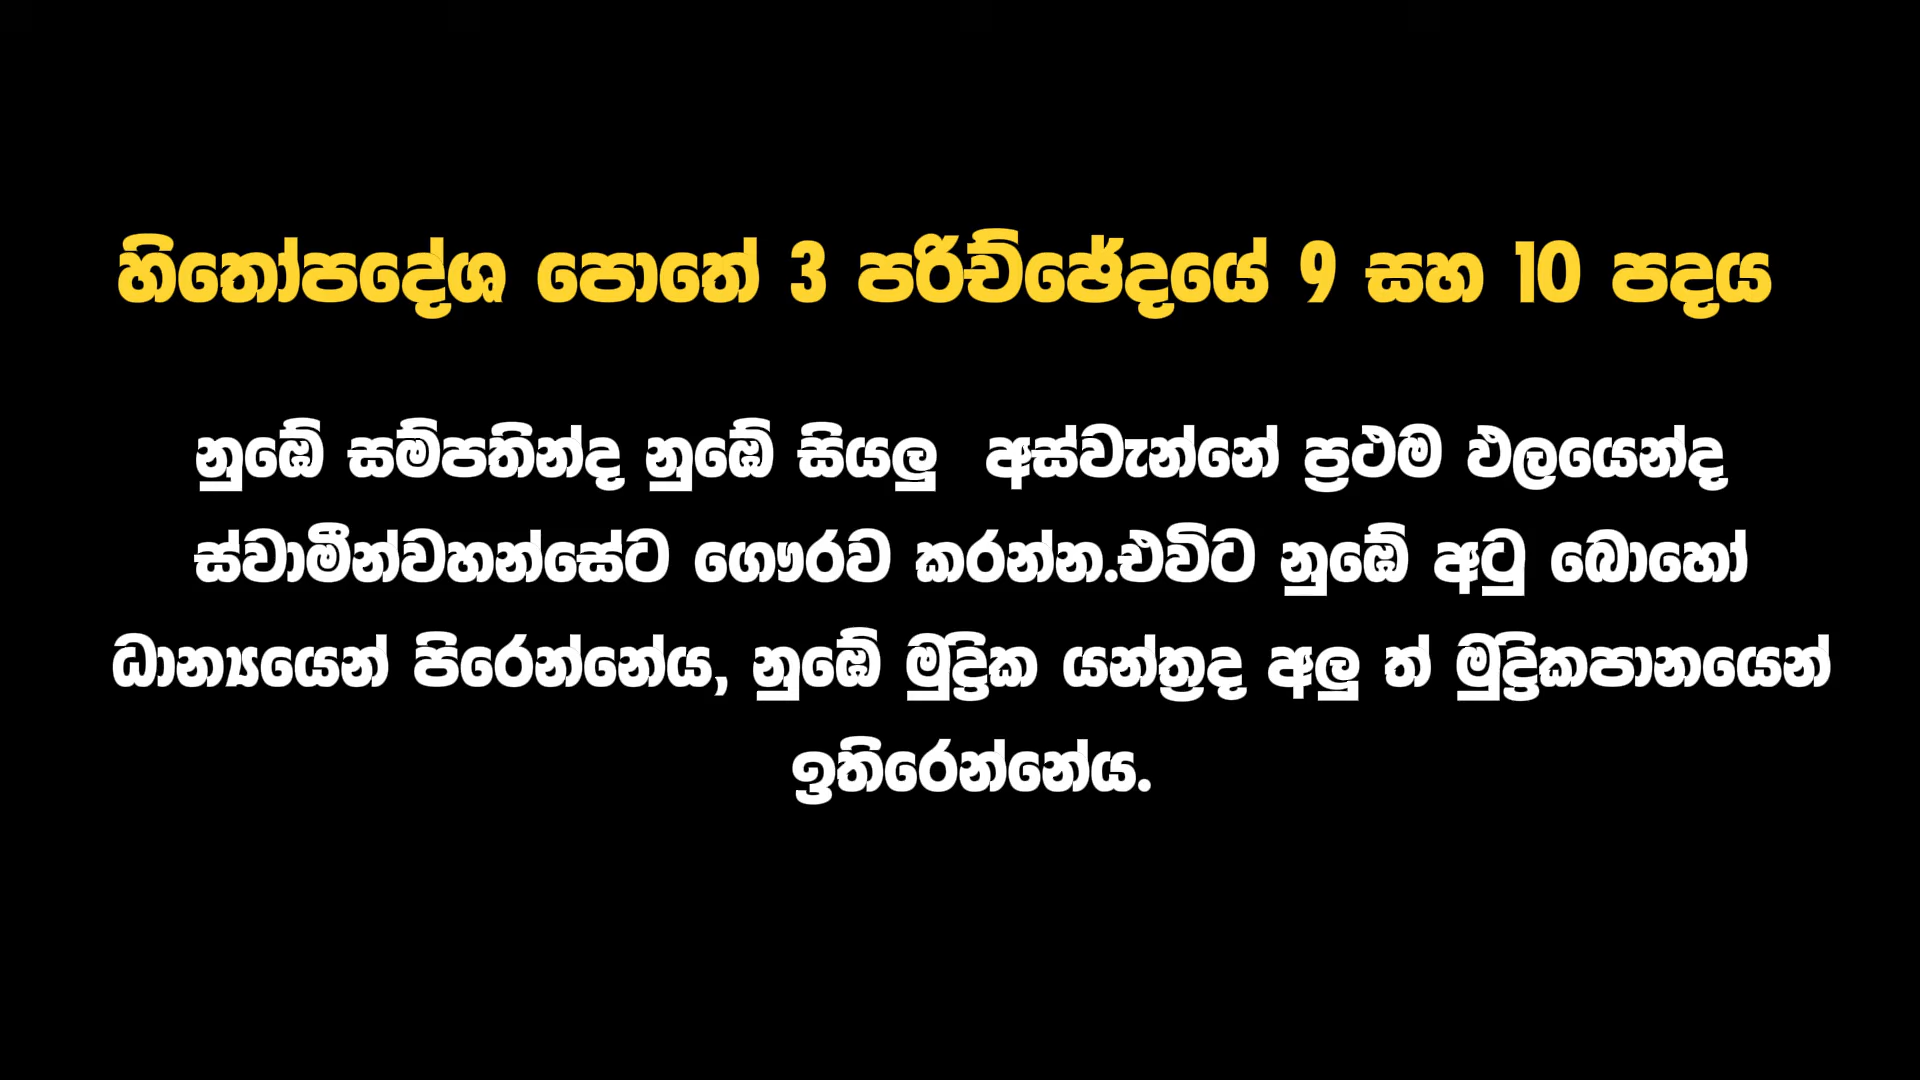 හිතෝපදේශ පොතේ 3 පරිච්ඡේදයේ 9 සහ 10 පදය
නුඹේ සම්පතින්ද නුඹේ සියලු අස්වැන්නේ ප්‍රථම ඵලයෙන්ද
ස්වාමීන්වහන්සේට ගෞරව කරන්න.එවිට නුඹේ අටු බොහෝ
ධාන්‍යයෙන් පිරෙන්නේය, නුඹේ මුද්‍රික යන්ත්‍රද අලු ත් මුද්‍රිකපානයෙන්
ඉතිරෙන්නේය.